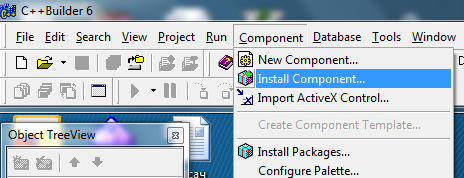 C++Builder 6
File Edit Search View Project Run Component Database Tools Window
New Component...
Install Component...
Import ActiveX Control...
Create Component Template...
Install Packages...
Configure Palette...
Object TreeView